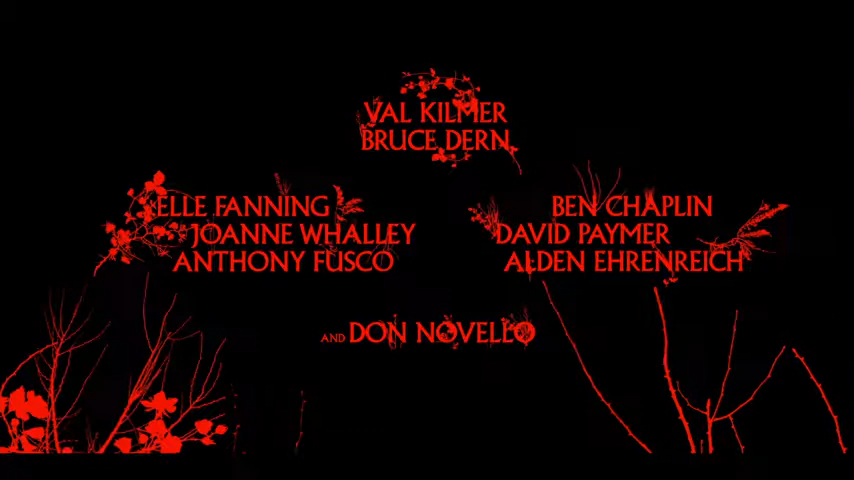 VAL KILMER
BRUCE DERN
ELLE FANNING
JOANNE WHALLEY
ANTHONY FUSCO
BEN CHAPLIN
DAVID PAYMER
ALDEN EHRENREICH
AND DON NOVELLO